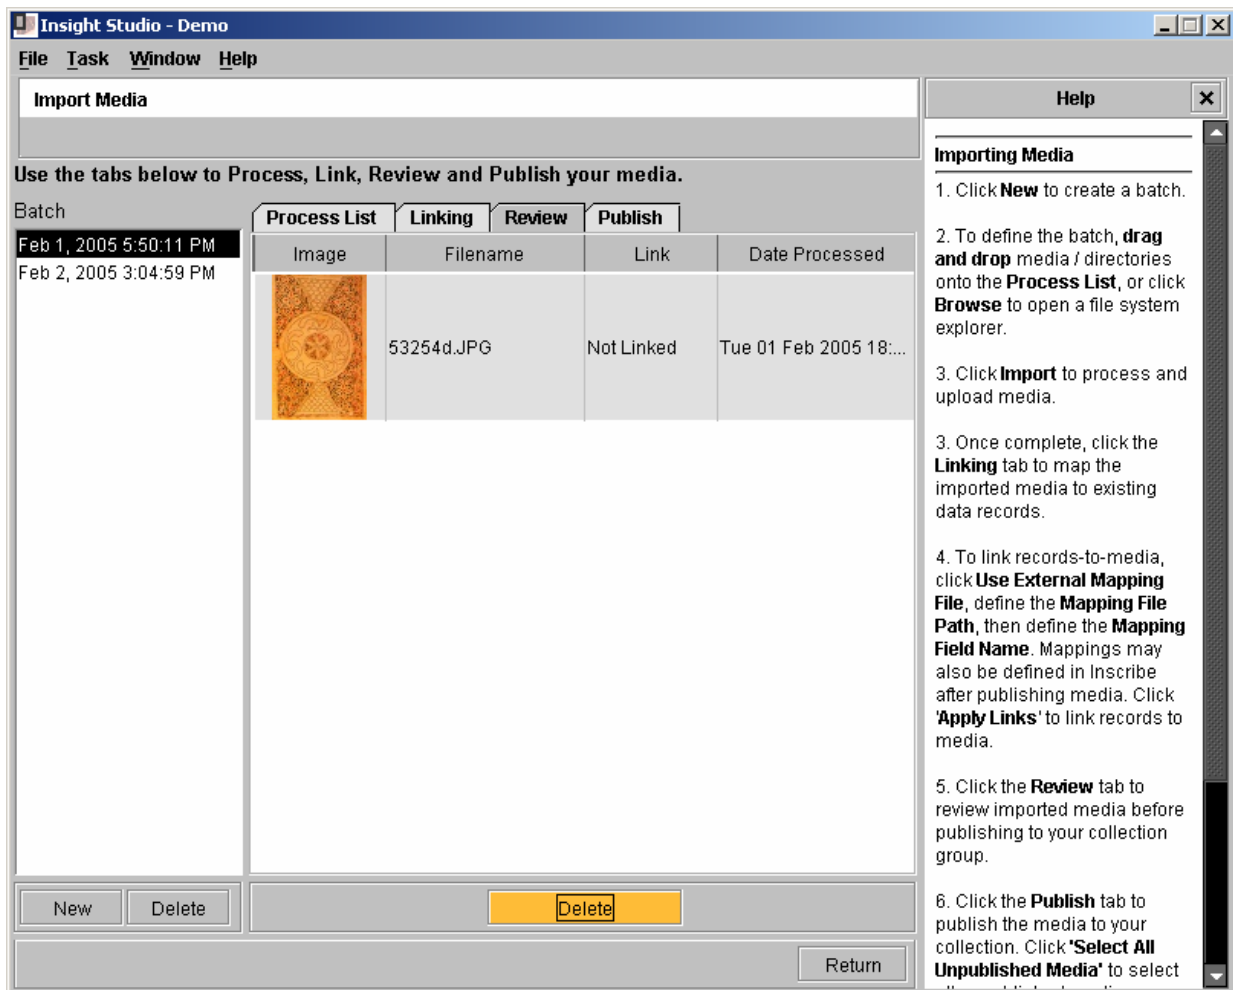 Insight Studio - Demo
File Task Window Help
Import Media
Use the tabs below to Process, Link, Review and Publish your media.
Batch
Feb 1, 2005 5:50:11 PM
Feb 2, 2005 3:04:59 PM
New Delete
Process List Linking Review Publish
Image Filename Link Date Processed
53254d.JPG Not Linked Tue 01 Feb 2005 18:...
Delete
Return
Help
Importing Media
1. Click New to create a batch.
2. To define the batch, drag
and drop media / directories
onto the Process List, or click
Browse to open a file system
explorer.
3. Click Import to process and
upload media.
3. Once complete, click the
Linking tab to map the
imported media to existing
data records.
4. To link records-to-media,
click Use External Mapping
File, define the Mapping File
Path, then define the Mapping
Field Name. Mappings may
also be defined in Inscribe
after publishing media. Click
'Apply Links' to link records to
media.
5. Click the Review tab to
review imported media before
publishing to your collection
group.
6. Click the Publish tab to
publish the media to your
collection. Click 'Select All
Unpublished Media' to select